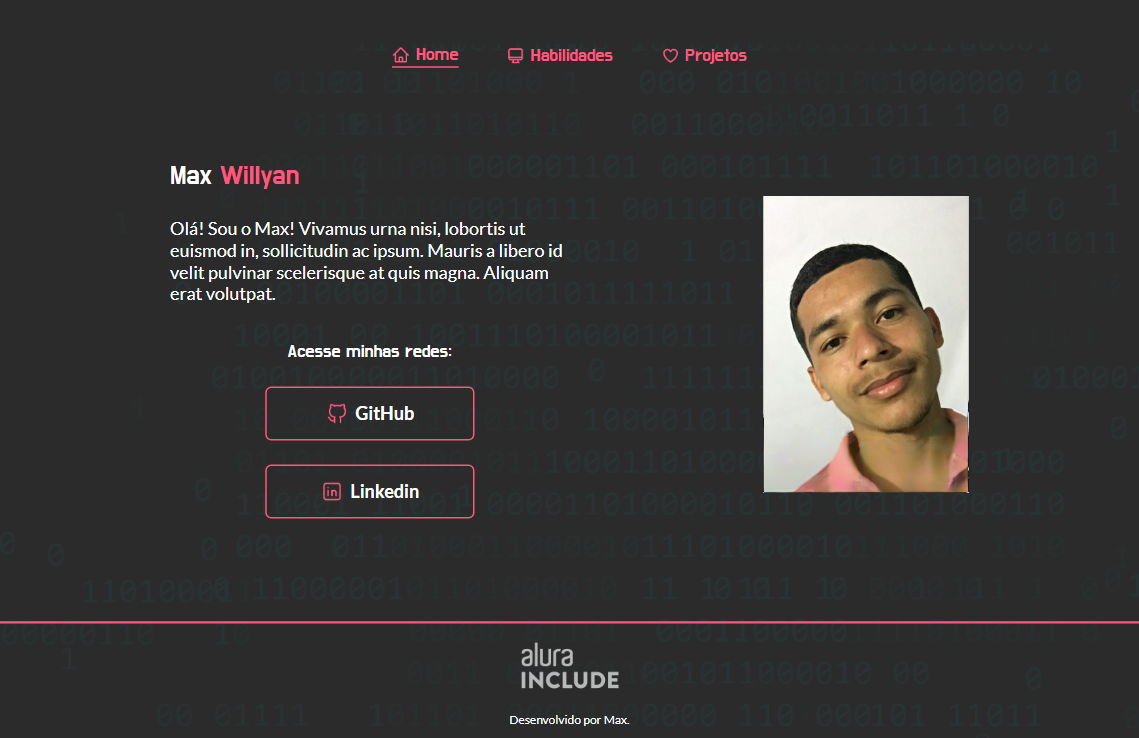 Home Habilidades Projetos
Max Willyan
Olá! Sou o Max! Vivamus urna nisi, lobortis ut
euismod in, sollicitudin ac ipsum. Mauris a libero id
velit pulvinar scelerisque at quis magna. Aliquam
erat volutpat.
Acesse minhas redes:
GitHub
Linkedin
alura
INCLUDE
Desenvolvido por Max.